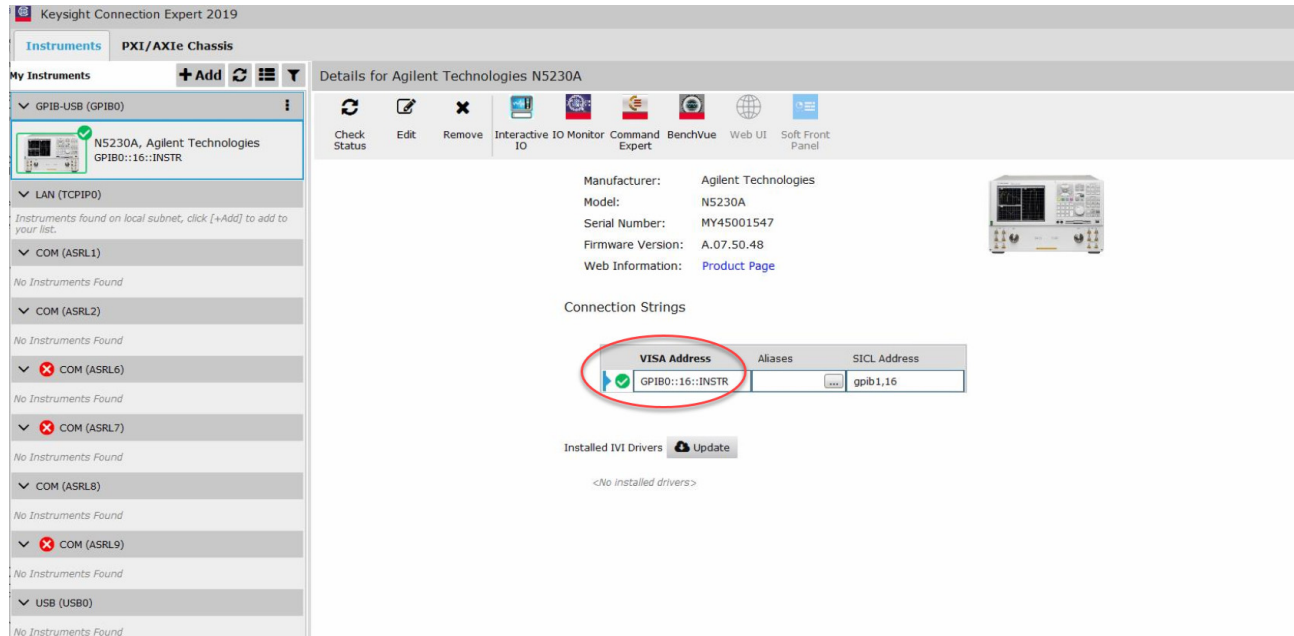 Keysight Connection Expert 2019
Instruments PXI/AXIe Chassis
My Instruments + Add
GPIB-USB (GPIB0)
N5230A, Agilent Technologies
GPIB0::16::INSTR
LAN (TCPIP0)
Instruments found on local subnet, click [+Add] to add to
your list.
COM (ASRL1)
No Instruments Found
COM (ASRL2)
No Instruments Found
COM (ASRL6)
No Instruments Found
COM (ASRL7)
No Instruments Found
COM (ASRL8)
No Instruments Found
COM (ASRL9)
No Instruments Found
USB (USB0)
No Instruments Found
Details for Agilent Technologies N5230A
Check Status Edit Remove Interactive IO IO Monitor Command Expert BenchVue Web UI Soft Front Panel
Manufacturer: Agilent Technologies
Model: N5230A
Serial Number: MY45001547
Firmware Version: A.07.50.48
Web Information: Product Page
Connection Strings
VISA Address Aliases SICL Address
GPIB0::16::INSTR ... gpib1,16
Installed IVI Drivers Update
<No installed drivers>